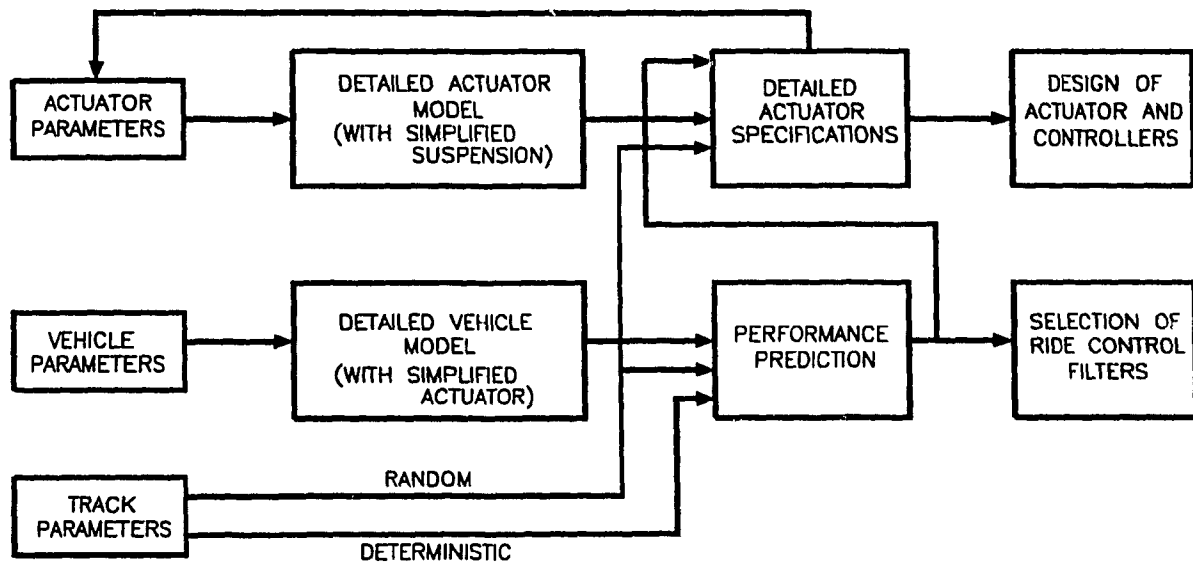 ACTUATOR
PARAMETERS
DETAILED ACTUATOR
MODEL
(WITH SIMPLIFIED
SUSPENSION)
DETAILED
ACTUATOR
SPECIFICATIONS
DESIGN OF
ACTUATOR AND
CONTROLLERS
VEHICLE
PARAMETERS
DETAILED VEHICLE
MODEL
(WITH SIMPLIFIED
ACTUATOR)
PERFORMANCE
PREDICTION
SELECTION OF
RIDE CONTROL
FILTERS
TRACK
PARAMETERS
RANDOM
DETERMINISTIC